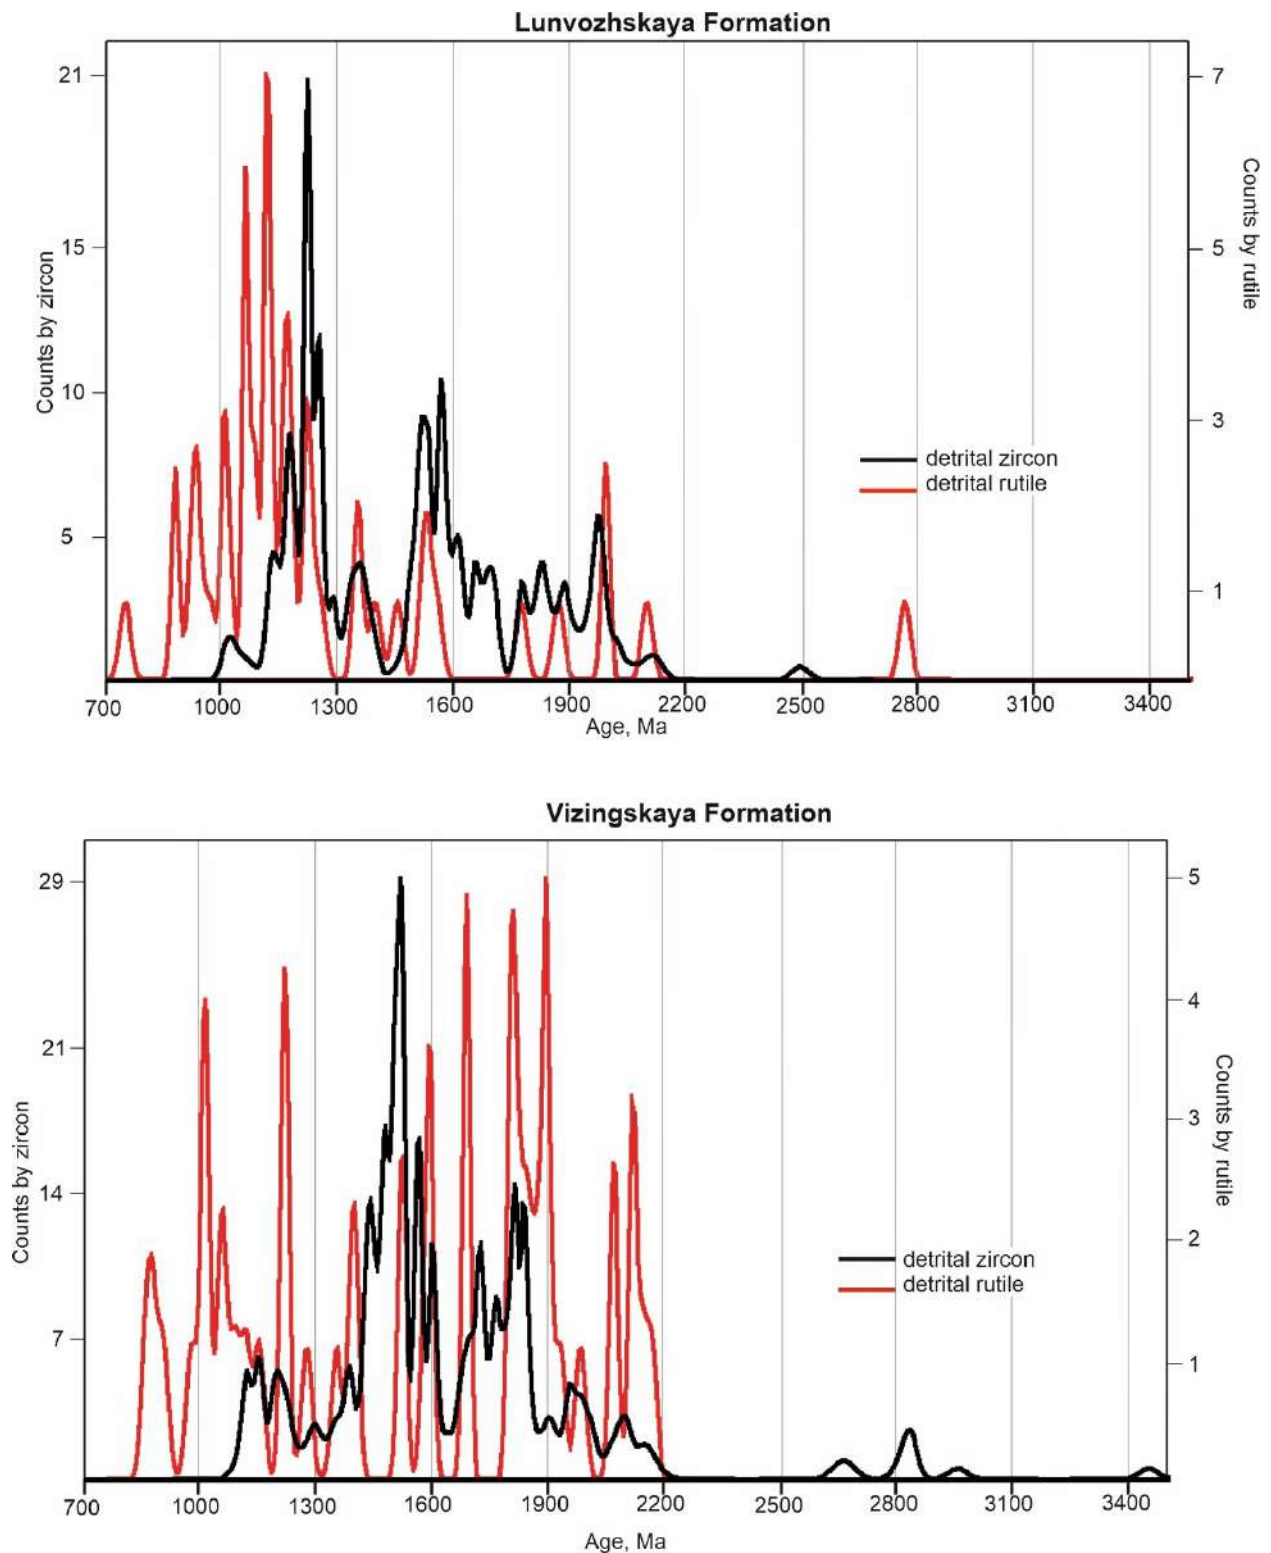 Lunvozhskaya Formation
21
15
10
5
Counts by zircon
7
5
3
1
Counts by rutile
detrital zircon
detrital rutile
700 1000 1300 1600 1900 2200 2500 2800 3100 3400
Age, Ma
Vizingskaya Formation
29
21
14
7
Counts by zircon
5
4
3
2
1
Counts by rutile
detrital zircon
detrital rutile
700 1000 1300 1600 1900 2200 2500 2800 3100 3400
Age, Ma